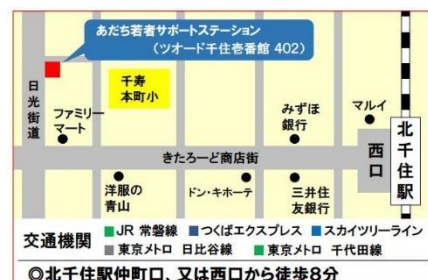 あだち若者サポートステーション
（ツオード千住壱番館 402）
日光街道
千寿
本町小
ファミリー
マート
みずほ
銀行
マルイ
北千住駅
西口
きたろーど商店街
洋服の
青山
ドン・キホーテ
三井住
友銀行
交通機関 ■JR 常磐線 ■つくばエクスプレス ■スカイツリーライン
■東京メトロ 日比谷線 ■東京メトロ 千代田線
◎北千住駅仲町口、又は西口から徒歩8分